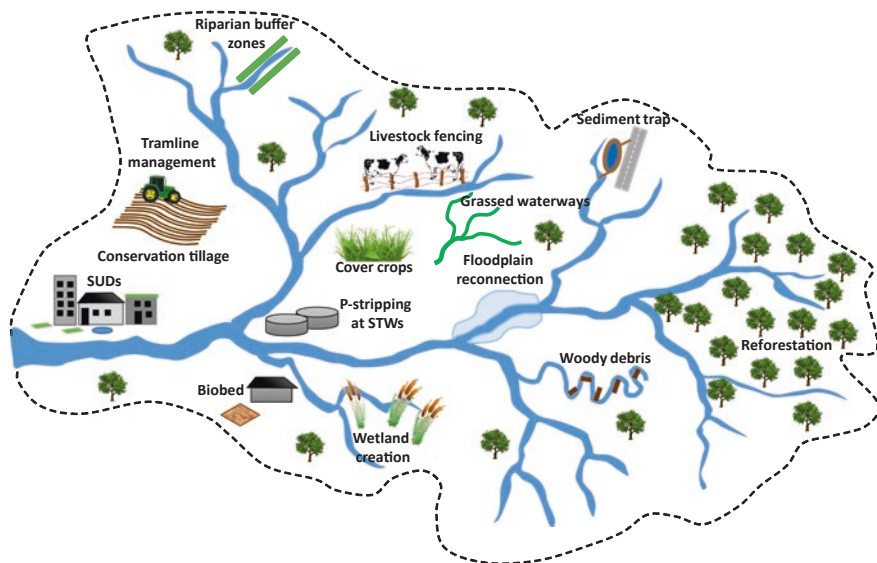 Riparian buffer
zones
Sediment trap
Tramline
management
Livestock fencing
Grassed waterways
Conservation tillage
Cover crops
Floodplain
reconnection
SUDs
P-stripping
at STWs
Reforestation
Woody debris
Biobed
Wetland
creation